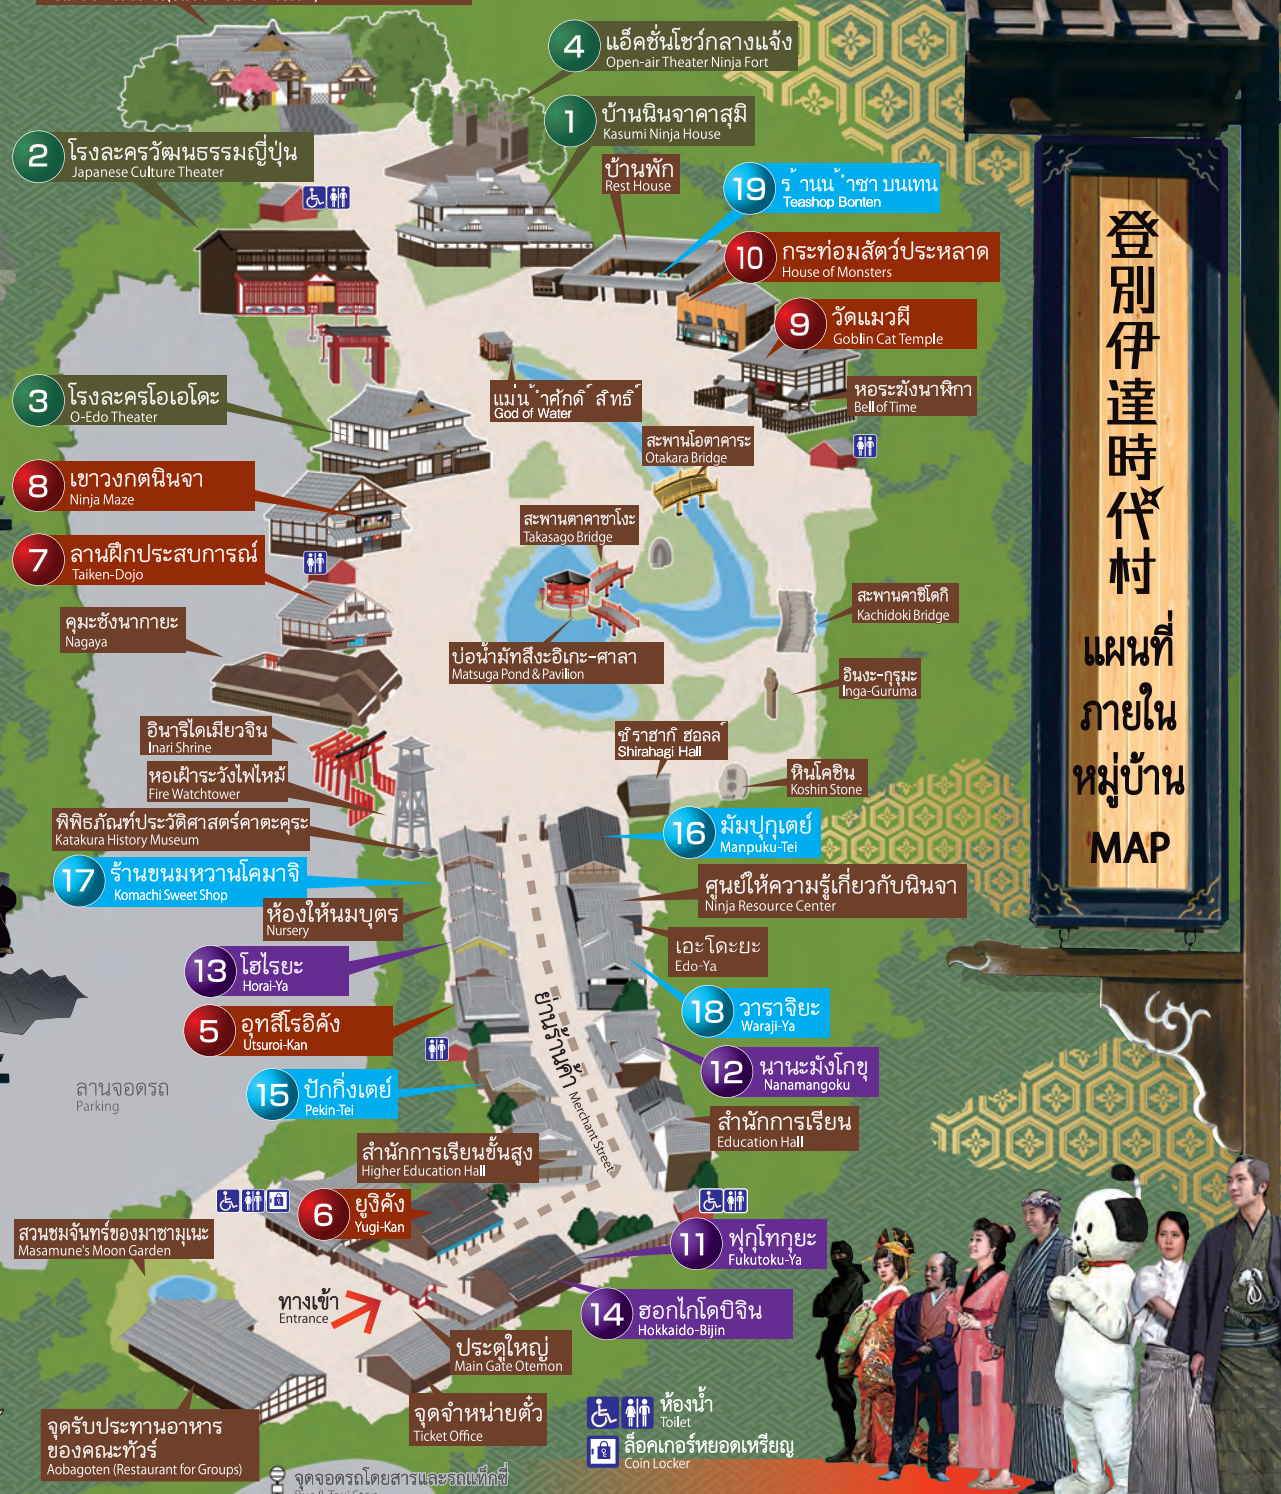 4
แอ็คชั่นโชว์กลางแจ้ง
Open-air Theater Ninja Fort
1
บ้านนินจาคาสุมิ
Kasumi Ninja House
2
โรงละครวัฒนธรรมญี่ปุ่น
Japanese Culture Theater
บ้านพัก
Rest House
19
ร้านน้ำชา บนเทน
Teashop Bonten
10
กระท่อมสัตว์ประหลาด
House of Monsters
9
วัดแมวผี
Goblin Cat Temple
3
โรงละครโอเอโดะ
O-Edo Theater
แม่น้ำศักดิ์สิทธิ์
God of Water
หอระฆังนาฬิกา
Bell of Time
สะพานโอตาคาระ
Otakara Bridge
8
เขาวงกตนินจา
Ninja Maze
สะพานตาคาซาโงะ
Takasago Bridge
7
ลานฝึกประสบการณ์
Taiken-Dojo
สะพานคาชิโดกิ
Kachidoki Bridge
คุมะซังนากายะ
Nagaya
บ่อน้ำมัทสึงะอิเกะ-ศาลา
Matsuga Pond & Pavilion
อินงะ-กุรุมะ
Inga-Guruma
อินาริไดเมียวจิน
Inari Shrine
ชิราฮากิ ฮอลล์
Shirahagi Hall
หอเฝ้าระวังไฟไหม้
Fire Watchtower
หินโคชิน
Koshin Stone
พิพิธภัณฑ์ประวัติศาสตร์คาตะคุระ
Katakura History Museum
16
มัมปุกุเตย์
Manpuku-Tei
17
ร้านขนมหวานโคมาจิ
Komachi Sweet Shop
ศูนย์ให้ความรู้เกี่ยวกับนินจา
Ninja Resource Center
ห้องให้นมบุตร
Nursery
เอะโดะยะ
Edo-Ya
13
โฮไรยะ
Horai-Ya
18
วาราจิยะ
Waraji-Ya
5
อุทสึโรอิคัง
Utsuroi-Kan
ย่านร้านค้า Merchant Street
12
นานะมังโกขุ
Nanamangoku
ลานจอดรถ
Parking
15
ปักกิ่งเตย์
Pekin-Tei
สำนักการเรียน
Education Hall
สำนักการเรียนขั้นสูง
Higher Education Hall
6
ยูงิคัง
Yugi-Kan
สวนชมจันทร์ของมาซามุเนะ
Masamune's Moon Garden
11
ฟุกุโทกุยะ
Fukutoku-Ya
ทางเข้า
Entrance
14
ฮอกไกโดบิจิน
Hokkaido-Bijin
ประตูใหญ่
Main Gate Otemon
จุดจำหน่ายตั๋ว
Ticket Office
จุดรับประทานอาหาร
ของคณะทัวร์
Aobagoten (Restaurant for Groups)
ห้องน้ำ
Toilet
ล็อคเกอร์หยอดเหรียญ
Coin Locker
จุดจอดรถโดยสารและรถแท็กซี่
登別伊達時代村
แผนที่
ภายใน
หมู่บ้าน
MAP